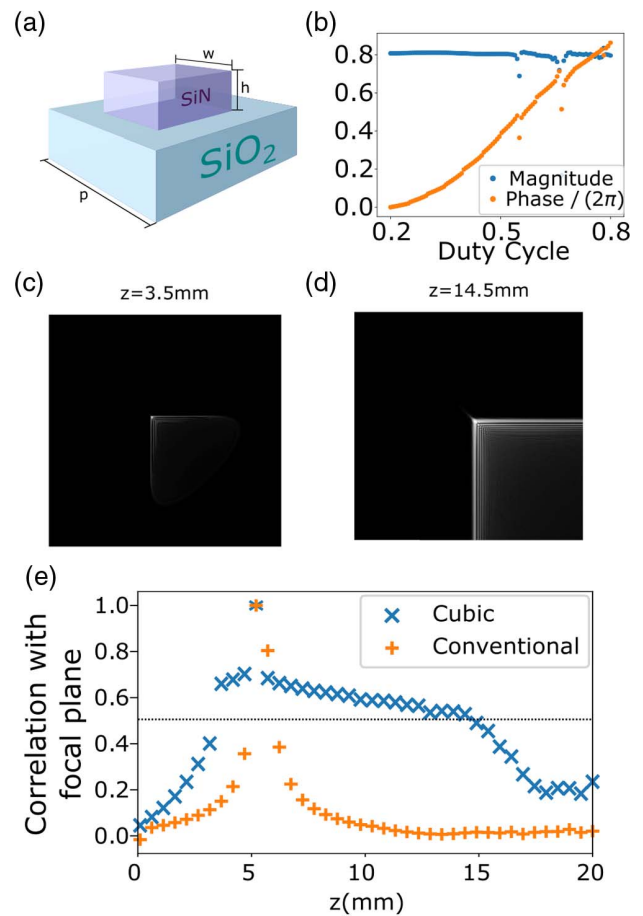 (a)
w
h
SiN
SiO2
p
(b)
0.8
0.6
0.4
0.2
0.0
Magnitude
Phase / (2π)
0.2
0.5
0.8
Duty Cycle
(c)
z=3.5mm
(d)
z=14.5mm
(e)
Correlation with
focal plane
1.0
0.8
0.6
0.4
0.2
0.0
Cubic
Conventional
0
5
10
15
20
z(mm)